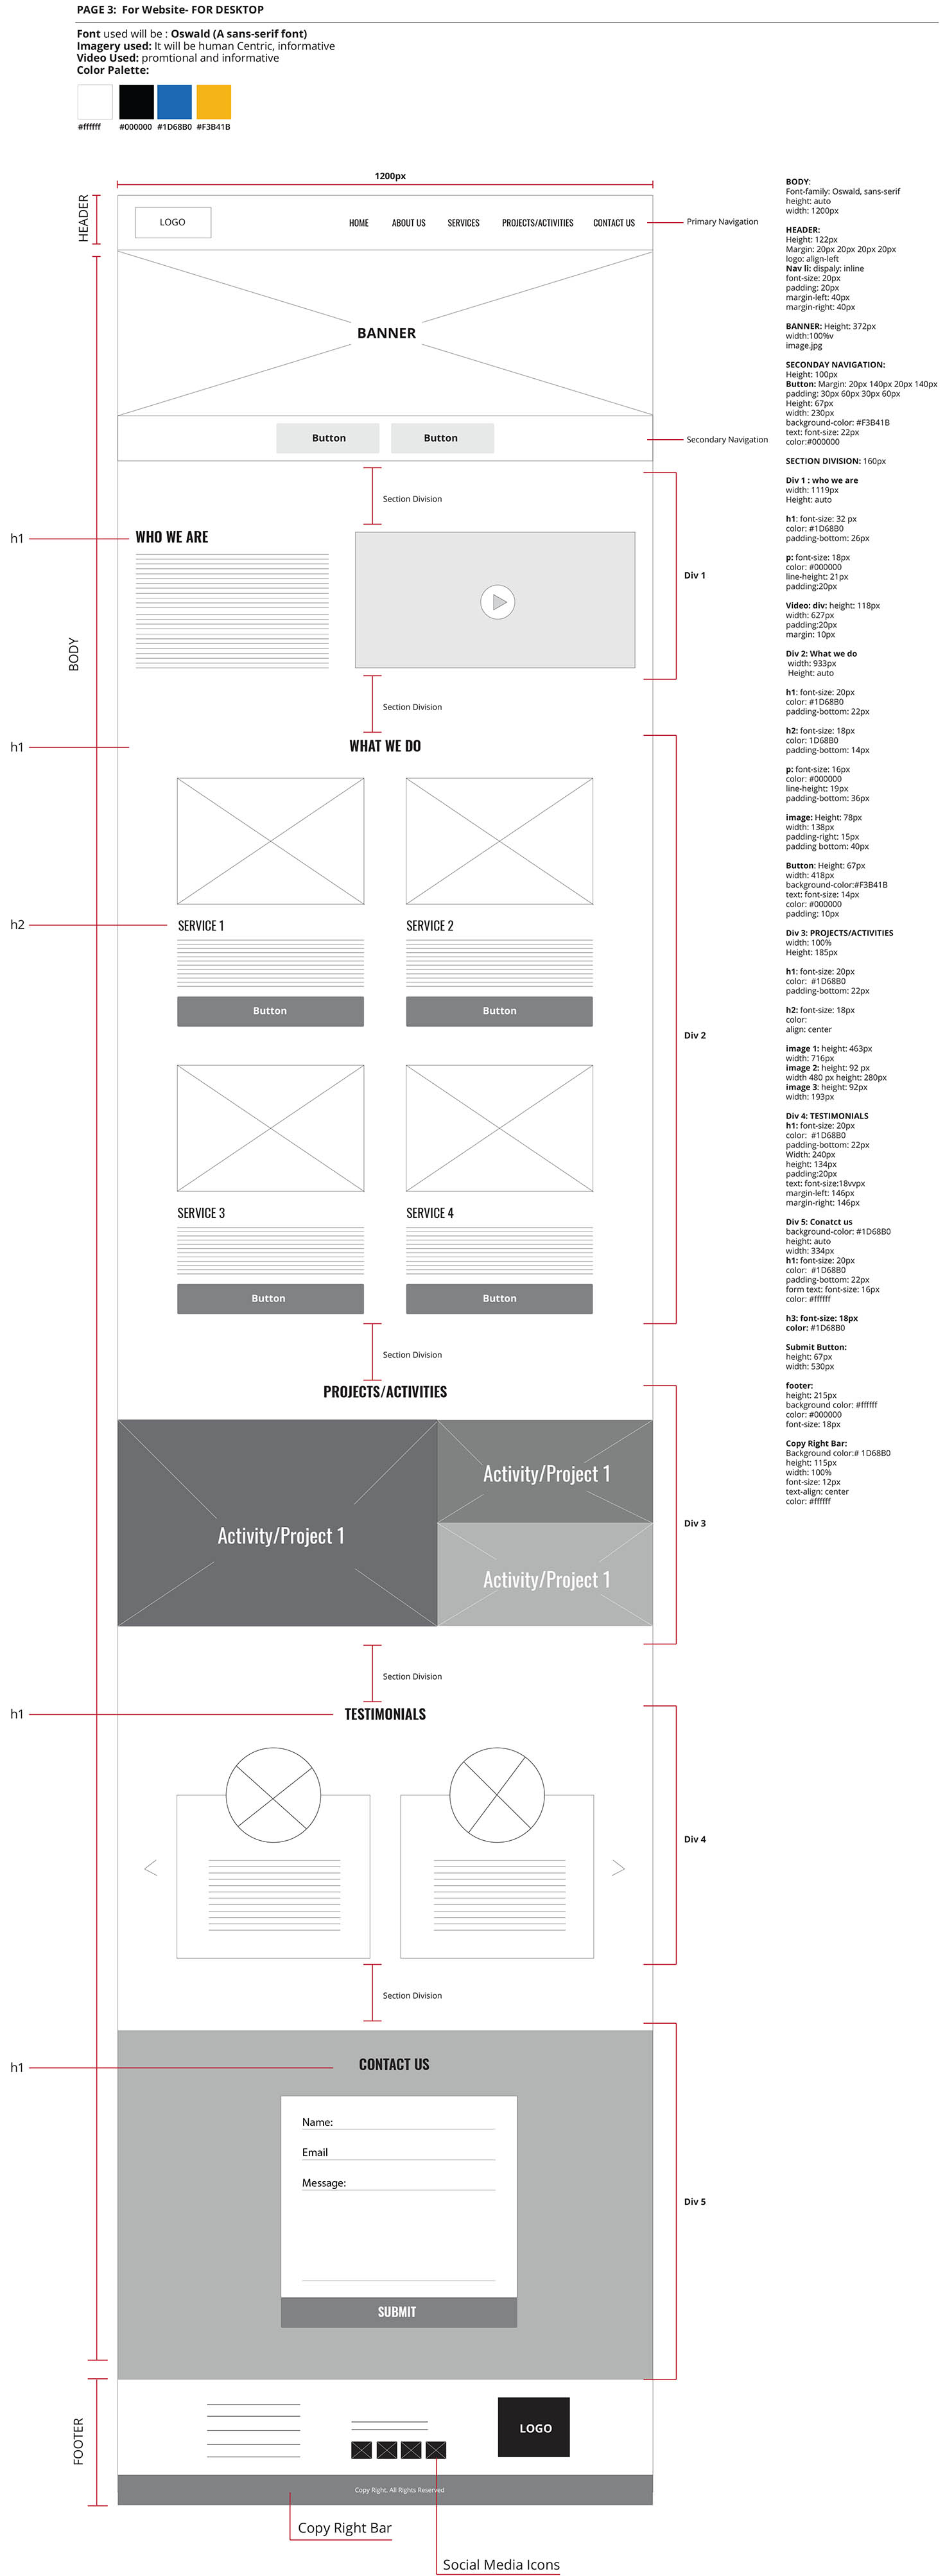 PAGE 3:  For Website- FOR DESKTOP
Font used will be : Oswald (A sans-serif font)
Imagery used: It will be human Centric, informative
Video Used: promtional and informative
Color Palette:
#ffffff
#000000
#1D68B0
#F3B41B
1200px
HEADER
LOGO
HOME
ABOUT US
SERVICES
PROJECTS/ACTIVITIES
CONTACT US
Primary Navigation
BANNER
Button
Button
Secondary Navigation
Section Division
BODY
h1
WHO WE ARE
Div 1
Section Division
h1
WHAT WE DO
h2
SERVICE 1
SERVICE 2
Button
Button
Div 2
SERVICE 3
SERVICE 4
Button
Button
Section Division
PROJECTS/ACTIVITIES
Activity/Project 1
Activity/Project 1
Activity/Project 1
Div 3
Section Division
h1
TESTIMONIALS
<
>
Div 4
Section Division
h1
CONTACT US
Name:
Email
Message:
SUBMIT
Div 5
FOOTER
LOGO
Copy Right. All Rights Reserved
Copy Right Bar
Social Media Icons
BODY:
Font-family: Oswald, sans-serif
height: auto
width: 1200px
HEADER:
Height: 122px
Margin: 20px 20px 20px 20px
logo: align-left
Nav li: dispaly: inline
font-size: 20px
padding: 20px
margin-left: 40px
margin-right: 40px
BANNER: Height: 372px
width:100%v
image.jpg
SECONDAY NAVIGATION:
Height: 100px
Button: Margin: 20px 140px 20px 140px
padding: 30px 60px 30px 60px
Height: 67px
width: 230px
background-color: #F3B41B
text: font-size: 22px
color:#000000
SECTION DIVISION: 160px
Div 1 : who we are
width: 1119px
Height: auto
h1: font-size: 32 px
color: #1D68B0
padding-bottom: 26px
p: font-size: 18px
color: #000000
line-height: 21px
padding:20px
Video: div: height: 118px
width: 627px
padding:20px
margin: 10px
Div 2: What we do
width: 933px
Height: auto
h1: font-size: 20px
color: #1D68B0
padding-bottom: 22px
h2: font-size: 18px
color: 1D68B0
padding-bottom: 14px
p: font-size: 16px
color: #000000
line-height: 19px
padding-bottom: 36px
image: Height: 78px
width: 138px
padding-right: 15px
padding bottom: 40px
Button: Height: 67px
width: 418px
background-color:#F3B41B
text: font-size: 14px
color: #000000
padding: 10px
Div 3: PROJECTS/ACTIVITIES
width: 100%
Height: 185px
h1: font-size: 20px
color:  #1D68B0
padding-bottom: 22px
h2: font-size: 18px
color:
align: center
image 1: height: 463px
width: 716px
image 2: height: 92 px
width 480 px height: 280px
image 3: height: 92px
width: 193px
Div 4: TESTIMONIALS
h1: font-size: 20px
color:  #1D68B0
padding-bottom: 22px
Width: 240px
height: 134px
padding:20px
text: font-size:18vvpx
margin-left: 146px
margin-right: 146px
Div 5: Conatct us
background-color: #1D68B0
height: auto
width: 334px
h1: font-size: 20px
color:  #1D68B0
padding-bottom: 22px
form text: font-size: 16px
color: #ffffff
h3: font-size: 18px
color: #1D68B0
Submit Button:
height: 67px
width: 530px
footer:
height: 215px
background color: #ffffff
color: #000000
font-size: 18px
Copy Right Bar:
Background color:# 1D68B0
height: 115px
width: 100%
font-size: 12px
text-align: center
color: #ffffff